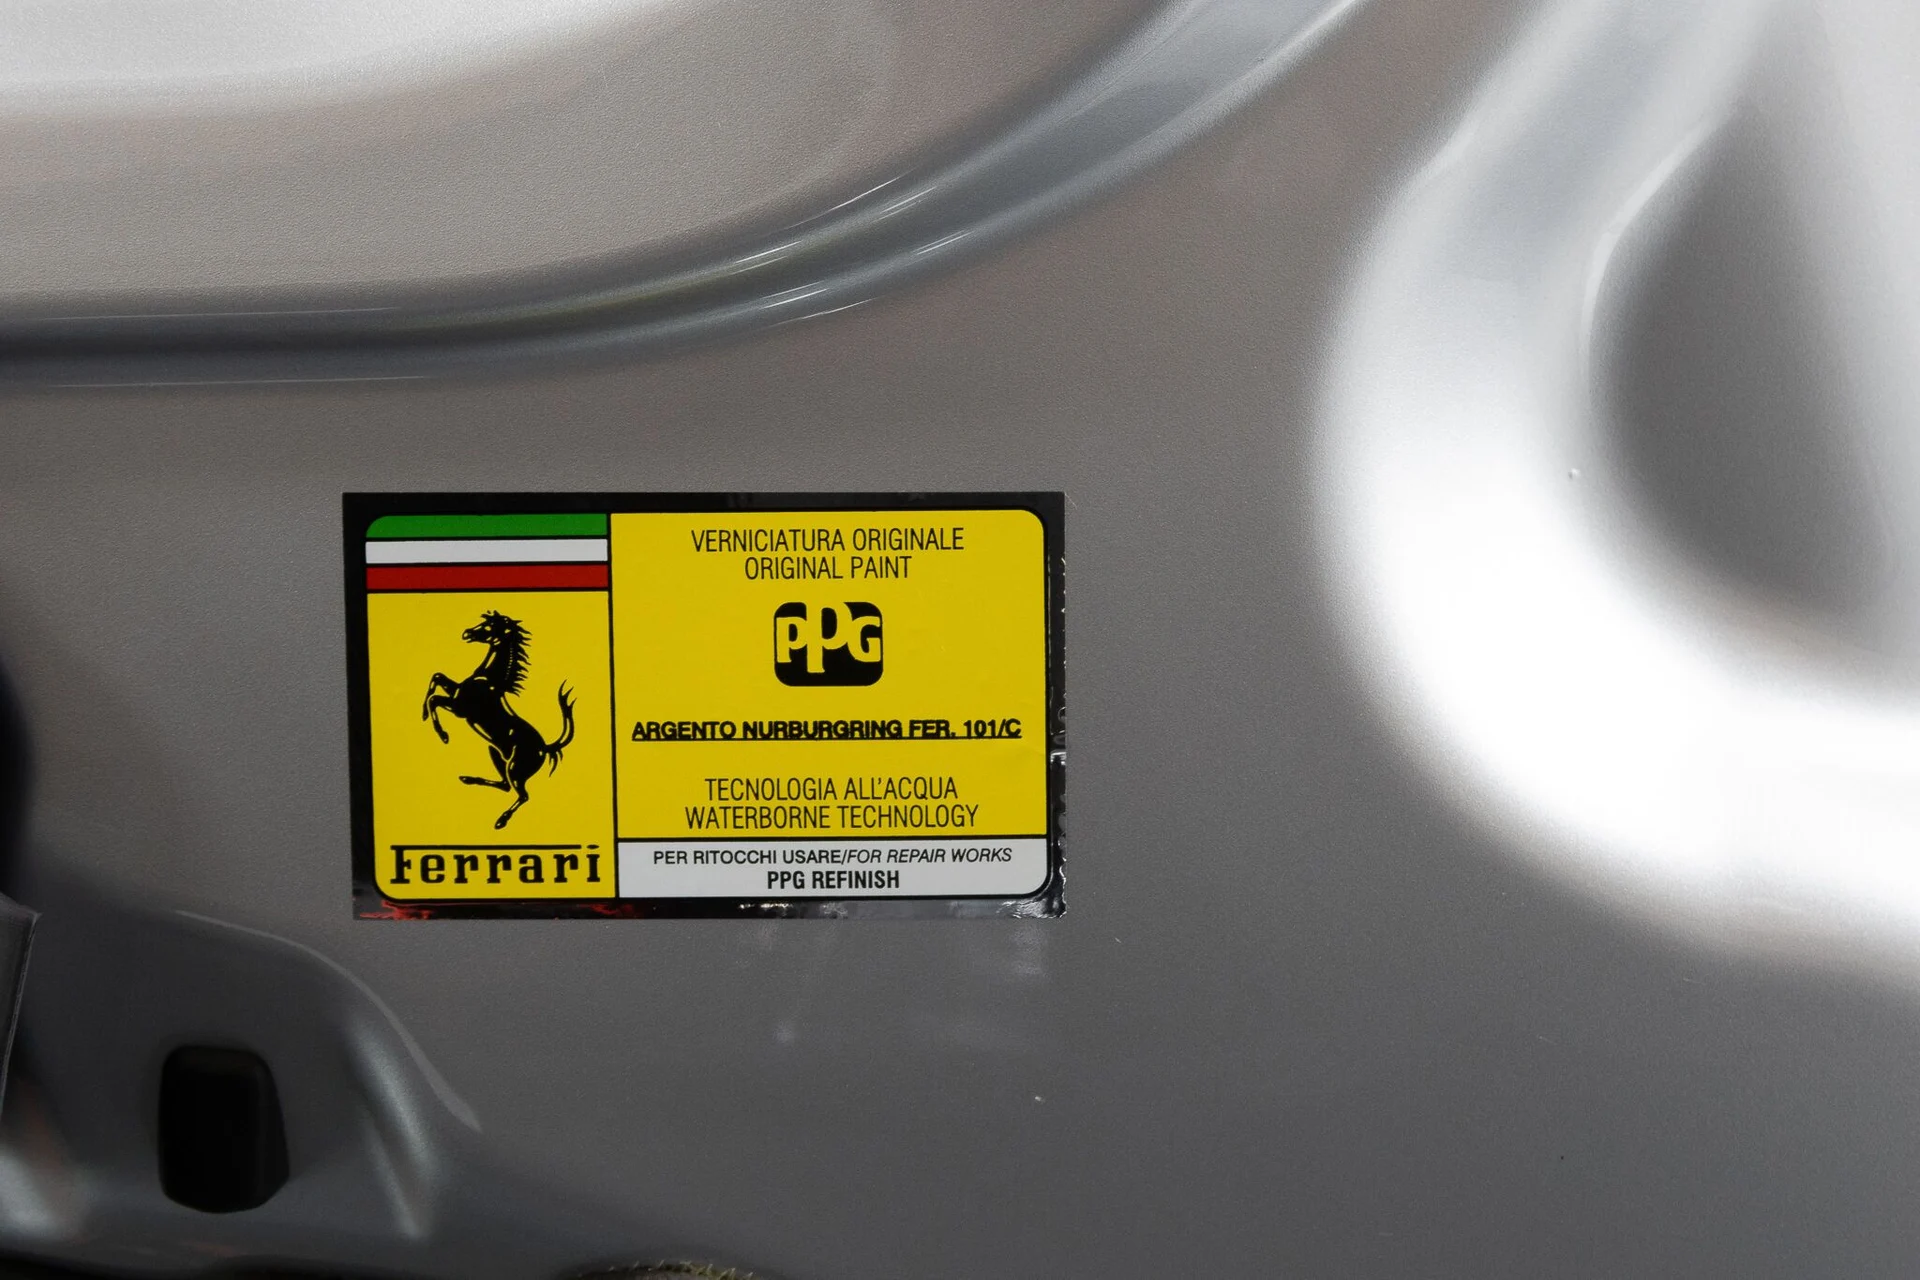 VERNICIATURA ORIGINALE
ORIGINAL PAINT
PPG
ARGENTO NURBURGRING FER. 101/C
TECNOLOGIA ALL'ACQUA
WATERBORNE TECHNOLOGY
Ferrari
PER RITOCCHI USARE/FOR REPAIR WORKS
PPG REFINISH